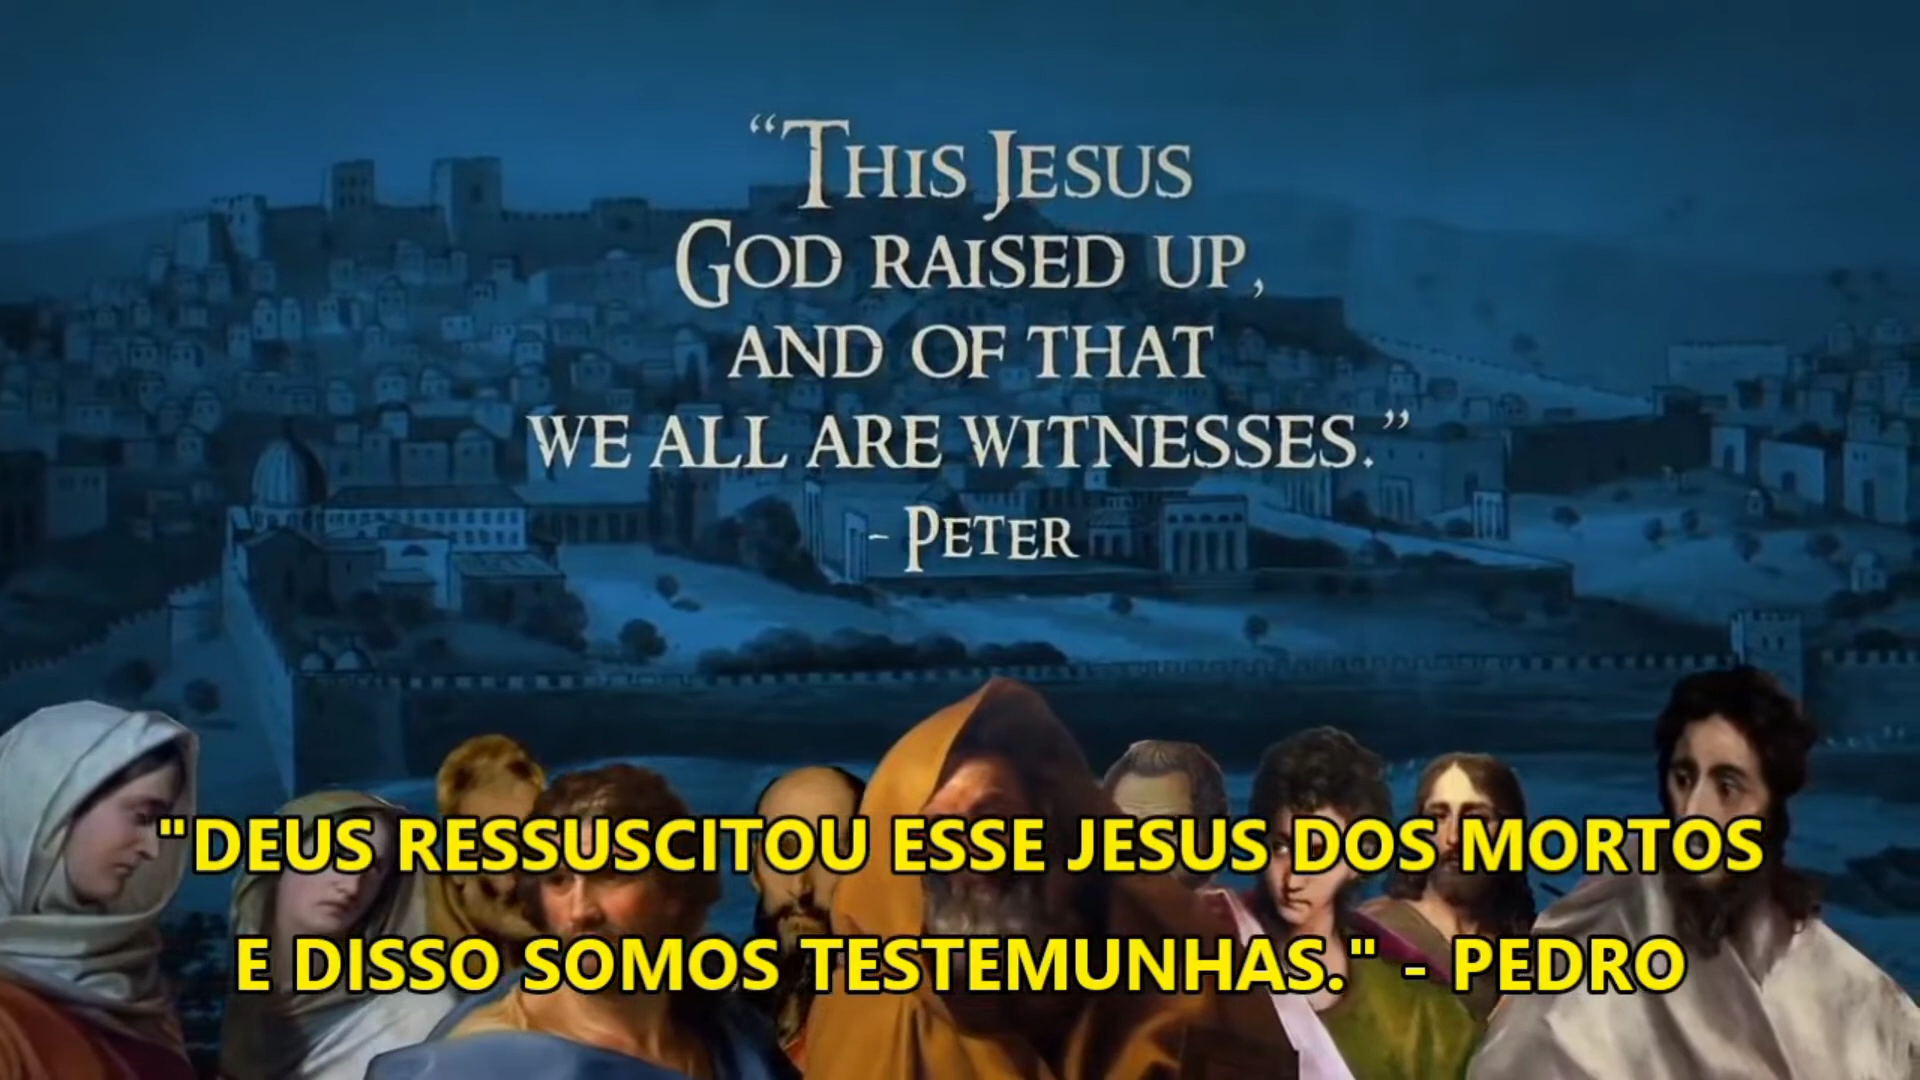 “THIS JESUS
GOD RAISED UP,
AND OF THAT
WE ALL ARE WITNESSES.”
- PETER
"DEUS RESSUSCITOU ESSE JESUS DOS MORTOS
E DISSO SOMOS TESTEMUNHAS." - PEDRO